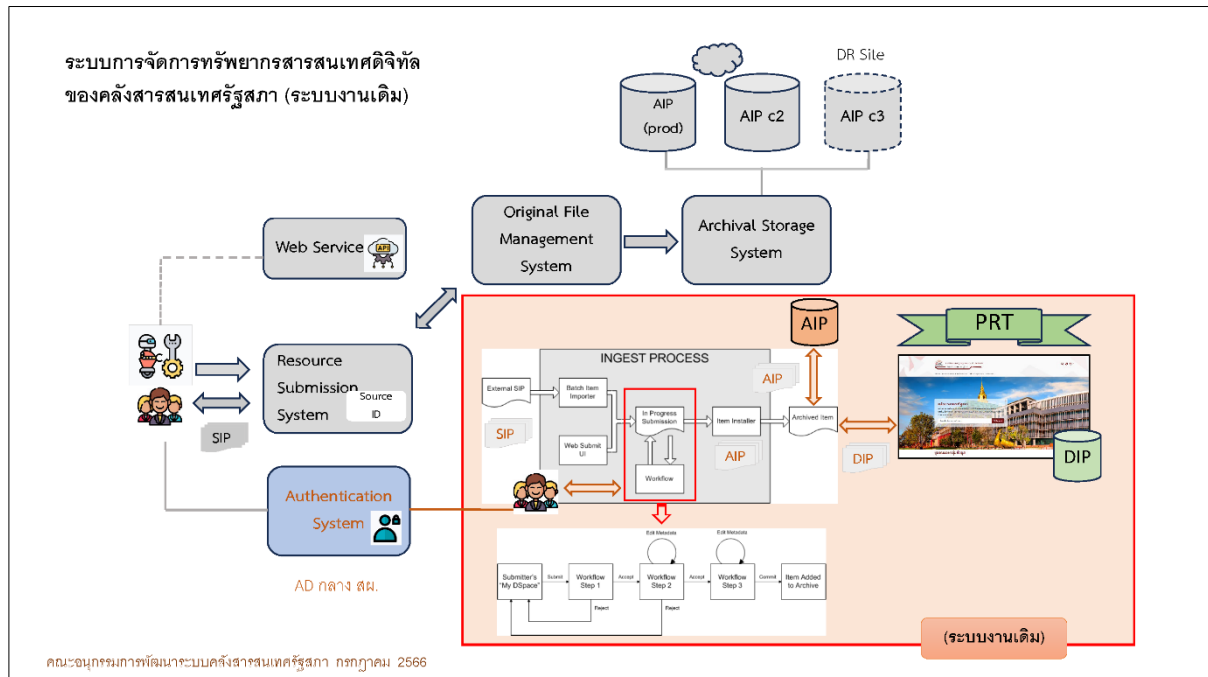 ระบบการจัดการทรัพยากรสารสนเทศดิจิทัล
ของคลังสารสนเทศรัฐสภา (ระบบงานเดิม)
DR Site
AIP
(prod)
AIP c2
AIP c3
Original File
Management
System
Archival Storage
System
Web Service
API
Resource
Submission
System
Source
ID
SIP
Authentication
System
AD กลาง สผ.
AIP
PRT
INGEST PROCESS
External SIP
Batch Item
Importer
In Progress
Submission
Item Installer
Archived Item
Web Submit
UI
Workflow
SIP
AIP
AIP
DIP
DIP
Edit Metadata
Edit Metadata
Submitter's
"My DSpace"
Submit
Workflow
Step 1
Accept
Workflow
Step 2
Accept
Workflow
Step 3
Commit
Item Added
to Archive
Reject
Reject
(ระบบงานเดิม)
คณะอนุกรรมการพัฒนาระบบคลังสารสนเทศรัฐสภา กรกฎาคม 2566